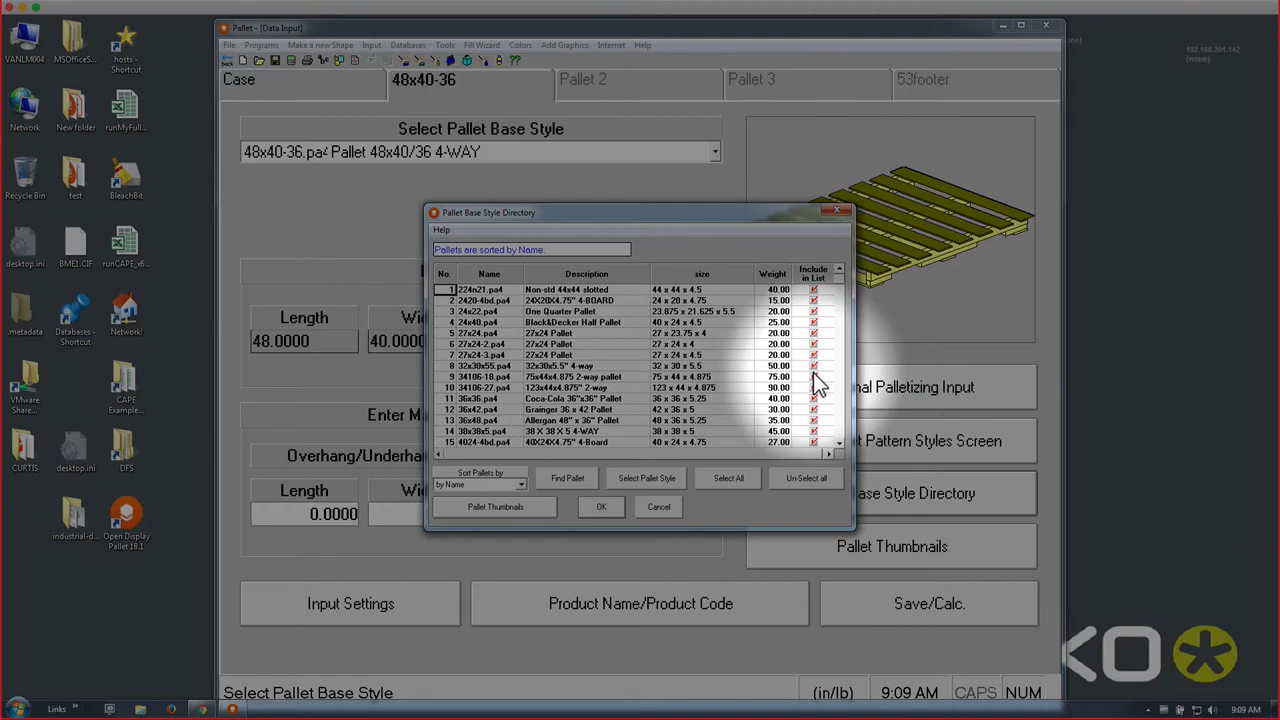 Pallet - [Data Input]
File Programs Make a new Shape Input Databases Tools Fill Wizard Colors Add Graphics Internet Help
Case 48x40-36 Pallet 2 Pallet 3 53footer
192.168.201.142
(none)
VANLM004
MSOfficeS...
hosts - Shortcut
Network
New folder
runMyFull...
Recycle Bin
test
BleachBit
desktop.ini
BME1.CDF
runCAPE_x6...
.metadata
Databases - Shortcut
Network!
VMware Share...
CAPE Example...
CURTIS
desktop.ini
DFS
industrial-d...
Open Display Pallet 18.1
Select Pallet Base Style
48x40-36.pa4 Pallet 48x40/36 4-WAY
Length
48.0000
40.0000
Overhang/Underha
Length
0.0000
Pallet Base Style Directory
Help
Pallets are sorted by Name.
No. Name Description size Weight Include in List
1 224n21.pa4 Non-std 44x44 slotted 44 x 44 x 4.5 40.00
2 2420-4bd.pa4 24X20X4.75" 4-BOARD 24 x 20 x 4.75 15.00
3 24x22.pa4 One Quarter Pallet 23.875 x 21.625 x 5.5 20.00
4 24x40.pa4 Black&Decker Half Pallet 40 x 24 x 4.5 25.00
5 27x24.pa4 27x24 Pallet 27 x 23.75 x 4 20.00
6 27x24-2.pa4 27x24 Pallet 27 x 24 x 4 20.00
7 27x24-3.pa4 27x24 Pallet 27 x 24 x 4.5 20.00
8 32x30x55.pa4 32x30x5.5" 4-way 32 x 30 x 5.5 50.00
9 34106-18.pa4 75x44x4.875 2-way pallet 75 x 44 x 4.875 75.00
10 34106-27.pa4 123x44x4.875" 2-way 123 x 44 x 4.875 90.00
11 36x36.pa4 Coca-Cola 36"x36" Pallet 36 x 36 x 5.25 40.00
12 36x42.pa4 Grainger 36 x 42 Pallet 42 x 36 x 5 30.00
13 36x48.pa4 Allergan 48" x 36" Pallet 48 x 36 x 5.25 35.00
14 38x38x5.pa4 38 X 38 X 5 4-WAY 38 x 38 x 5 45.00
15 4024-4bd.pa4 40X24X4.75" 4-Board 40 x 24 x 4.75 27.00
Sort Pallets by
by Name
Find Pallet
Select Pallet Style
Select All
Un-Select all
Pallet Thumbnails
OK
Cancel
nal Palletizing Input
t Pattern Styles Screen
ase Style Directory
Pallet Thumbnails
Input Settings
Product Name/Product Code
Save/Calc.
KO
Select Pallet Base Style (in/lb) 9:09 AM CAPS NUM
Links 9:09 AM